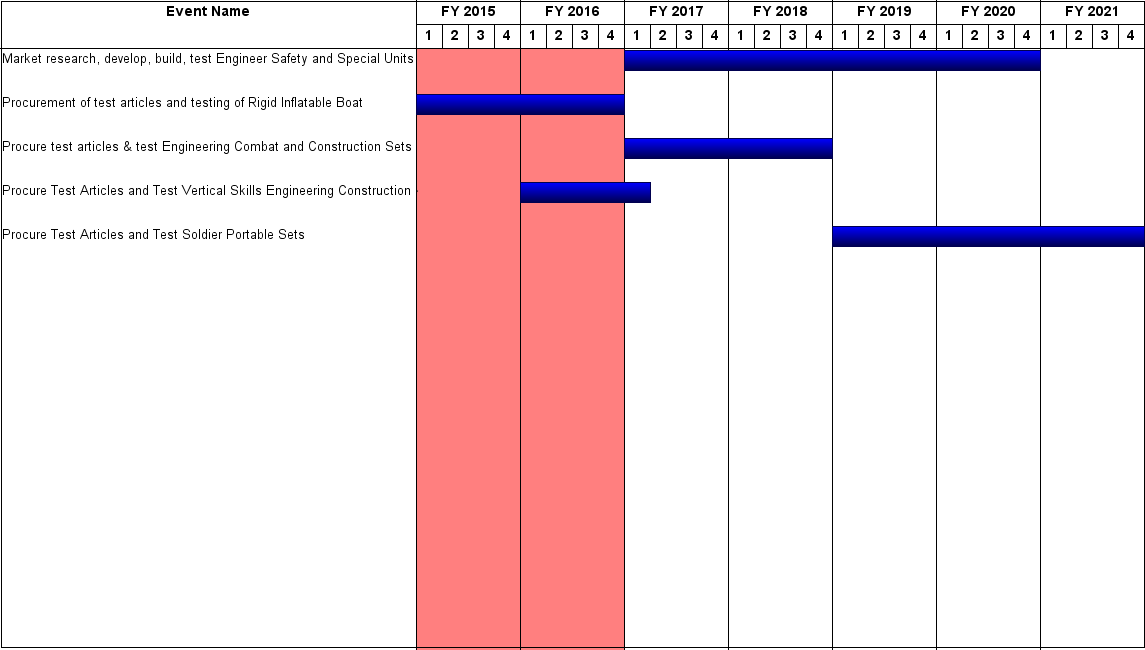 Event Name FY 2015 FY 2016 FY 2017 FY 2018 FY 2019 FY 2020 FY 2021
1 2 3 4 1 2 3 4 1 2 3 4 1 2 3 4 1 2 3 4 1 2 3 4 1 2 3 4
Market research, develop, build, test Engineer Safety and Special Units
Procurement of test articles and testing of Rigid Inflatable Boat
Procure test articles & test Engineering Combat and Construction Sets
Procure Test Articles and Test Vertical Skills Engineering Construction
Procure Test Articles and Test Soldier Portable Sets